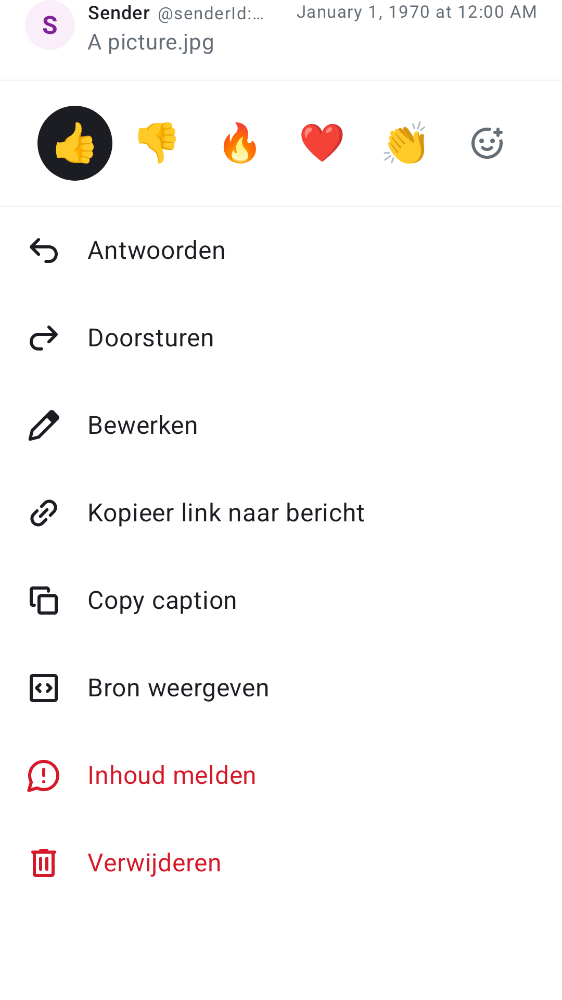 S
Sender @senderId:… January 1, 1970 at 12:00 AM
A picture.jpg
Antwoorden
Doorsturen
Bewerken
Kopieer link naar bericht
Copy caption
Bron weergeven
Inhoud melden
Verwijderen